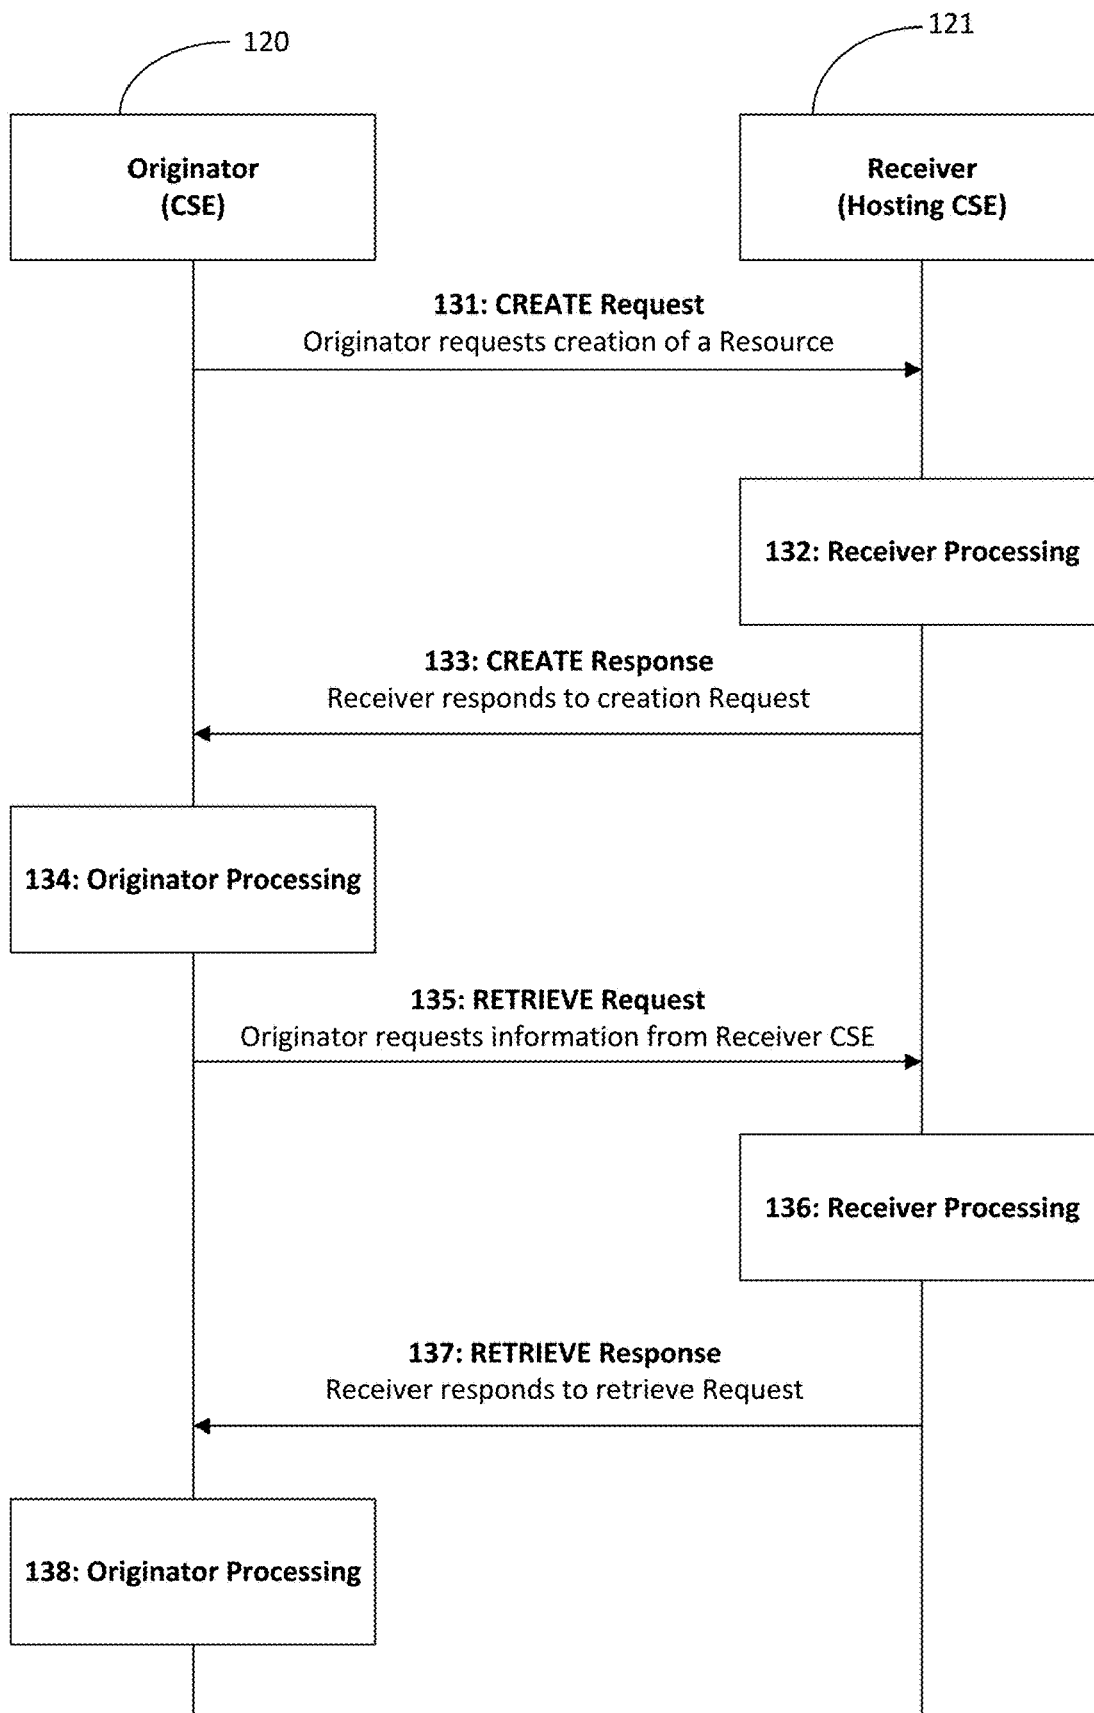 120
121
Originator
(CSE)
Receiver
(Hosting CSE)
131: CREATE Request
Originator requests creation of a Resource
132: Receiver Processing
133: CREATE Response
Receiver responds to creation Request
134: Originator Processing
135: RETRIEVE Request
Originator requests information from Receiver CSE
136: Receiver Processing
137: RETRIEVE Response
Receiver responds to retrieve Request
138: Originator Processing